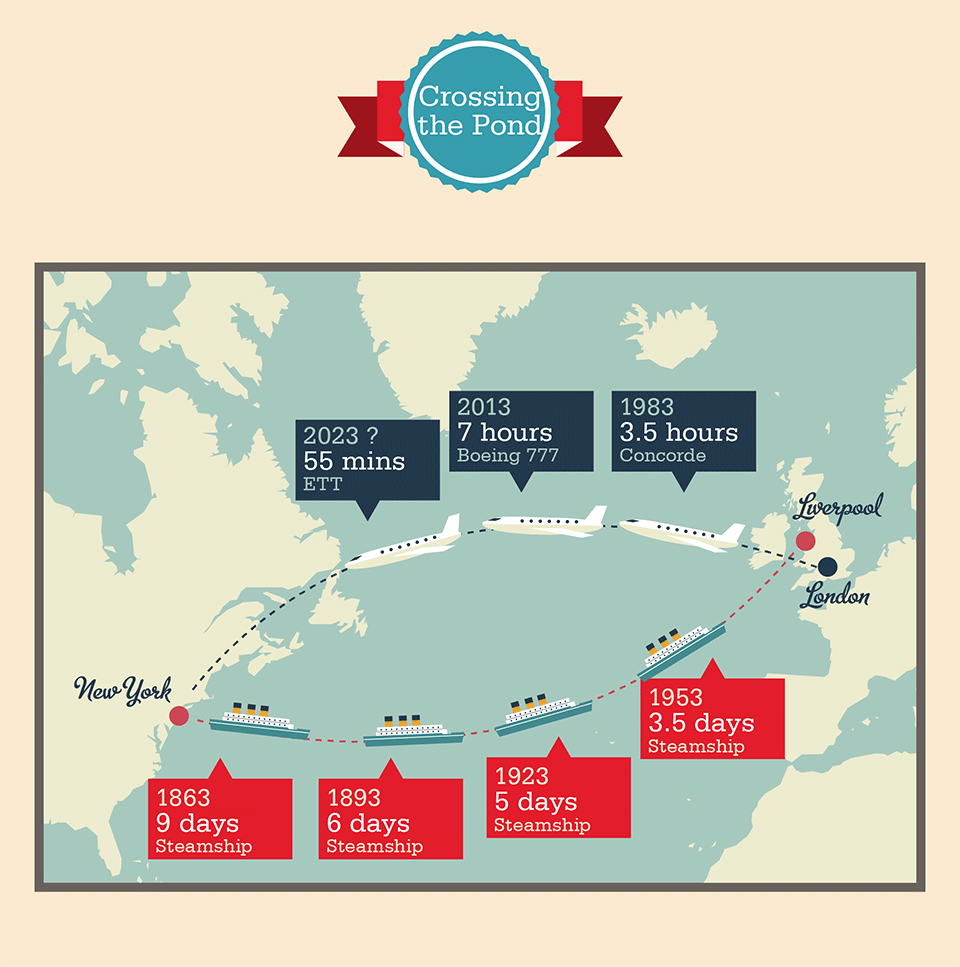 Crossing
the Pond
2013
7 hours
Boeing 777
1983
3.5 hours
Concorde
2023 ?
55 mins
ETT
Liverpool
London
New York
1953
3.5 days
Steamship
1923
5 days
Steamship
1863
9 days
Steamship
1893
6 days
Steamship